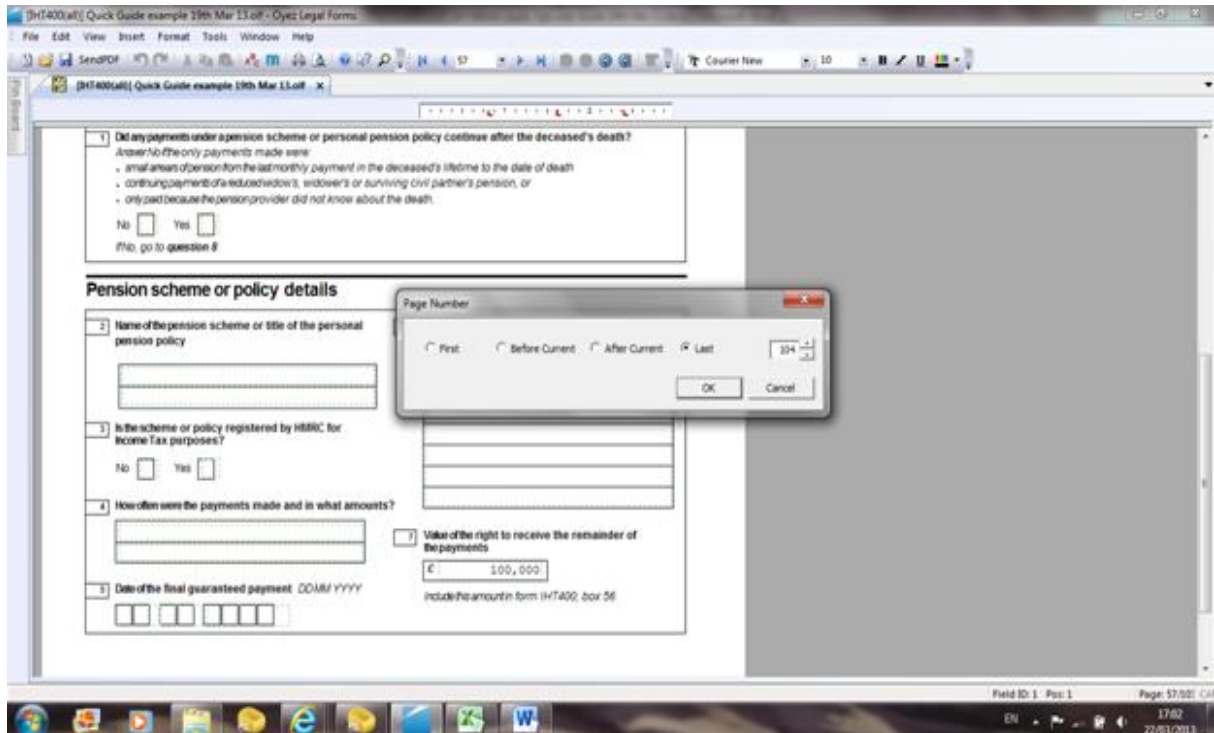 [IHT400(all)] Quick Guide example 19th Mar 13.olf - Oyez Legal Forms
File Edit View Insert Format Tools Window Help
SendPDF 57 Courier New 10 B I U
[IHT400(all)] Quick Guide example 19th Mar 13.olf x
1 Did any payments under a pension scheme or personal pension policy continue after the deceased's death?
Answer No if the only payments made were:
• small arrears of pension from the last monthly payment in the deceased's lifetime to the date of death
• continuing payments of a reduced widow's, widower's or surviving civil partner's pension, or
• only paid because the pension provider did not know about the death.
No Yes
If No, go to question 8
Pension scheme or policy details
2 Name of the pension scheme or title of the personal
pension policy
Page Number
First Before Current After Current Last 104
OK Cancel
3 Is the scheme or policy registered by HMRC for
Income Tax purposes?
No Yes
4 How often were the payments made and in what amounts?
7 Value of the right to receive the remainder of
the payments
£ 100,000
Include this amount in form IHT400, box 56
5 Date of the final guaranteed payment DD MM YYYY
Field ID: 1 Pos: 1
EN
17:02
22/03/2013